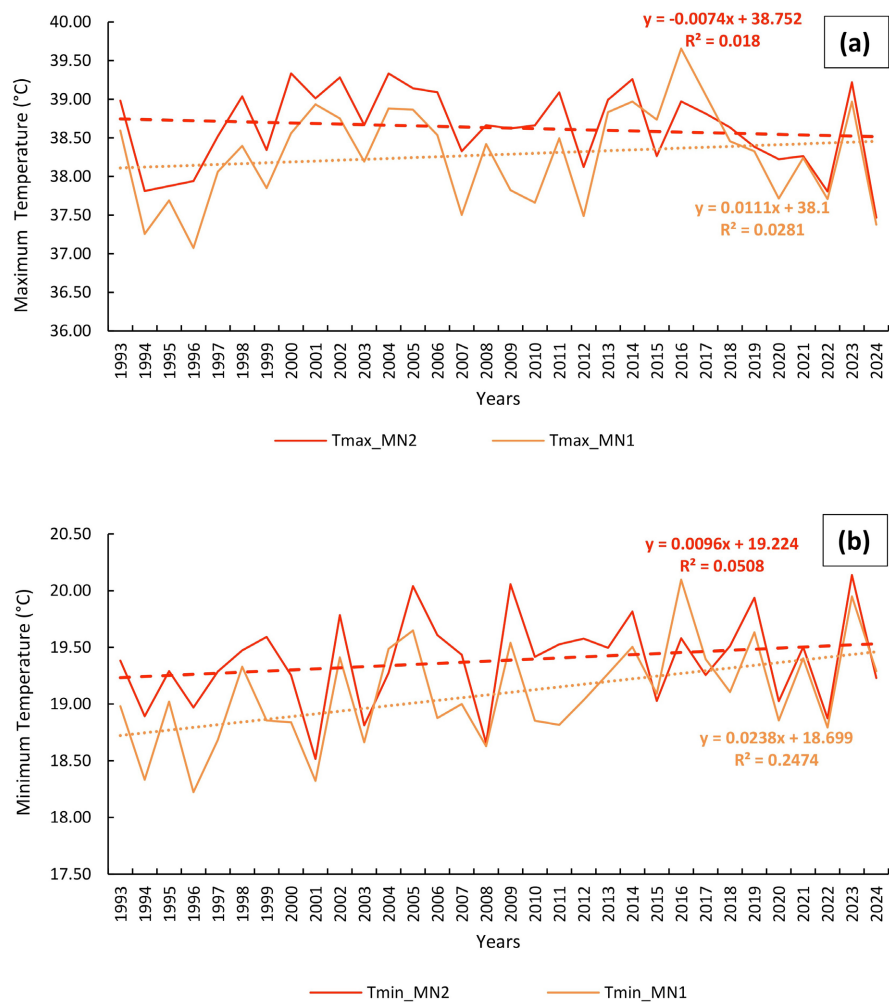 y = -0.0074x + 38.752
R² = 0.018
(a)
Maximum Temperature (°C)
40.00
39.50
39.00
38.50
38.00
37.50
37.00
36.50
36.00
y = 0.0111x + 38.1
R² = 0.0281
1993 1994 1995 1996 1997 1998 1999 2000 2001 2002 2003 2004 2005 2006 2007 2008 2009 2010 2011 2012 2013 2014 2015 2016 2017 2018 2019 2020 2021 2022 2023 2024
Years
Tmax_MN2 Tmax_MN1
(b)
y = 0.0096x + 19.224
R² = 0.0508
Minimum Temperature (°C)
20.50
20.00
19.50
19.00
18.50
18.00
17.50
y = 0.0238x + 18.699
R² = 0.2474
1993 1994 1995 1996 1997 1998 1999 2000 2001 2002 2003 2004 2005 2006 2007 2008 2009 2010 2011 2012 2013 2014 2015 2016 2017 2018 2019 2020 2021 2022 2023 2024
Years
Tmin_MN2 Tmin_MN1